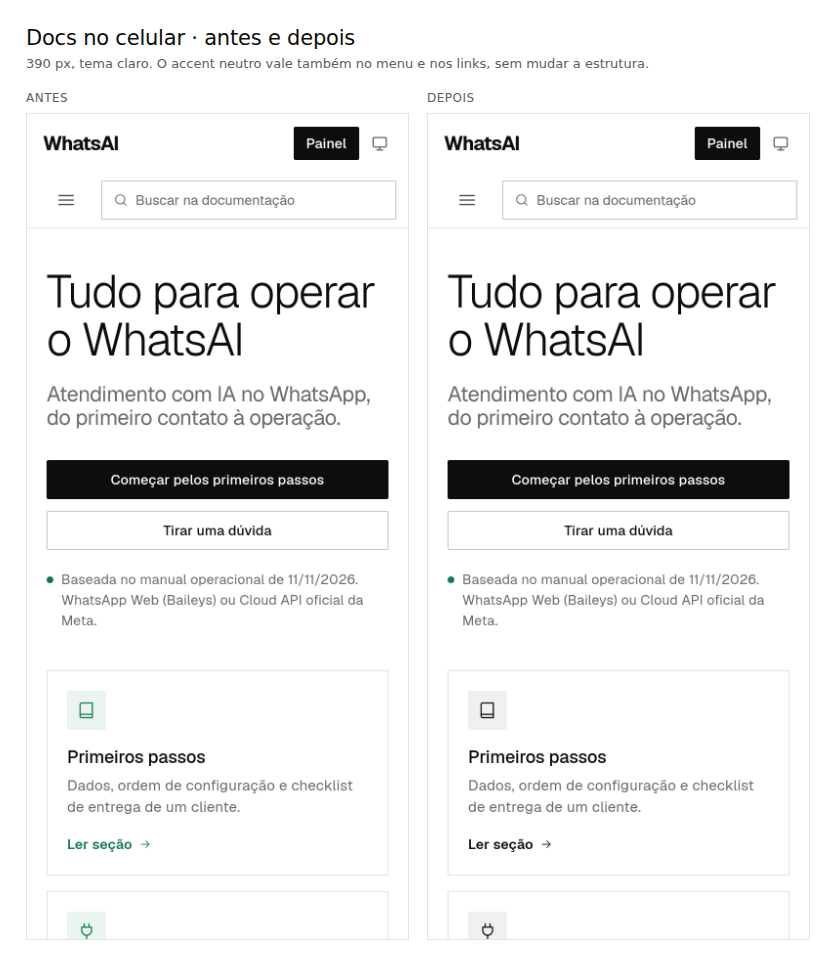 Docs no celular · antes e depois
390 px, tema claro. O accent neutro vale também no menu e nos links, sem mudar a estrutura.
ANTES
WhatsAI
Painel
Buscar na documentação
Tudo para operar
o WhatsAI
Atendimento com IA no WhatsApp,
do primeiro contato à operação.
Começar pelos primeiros passos
Tirar uma dúvida
Baseada no manual operacional de 11/11/2026.
WhatsApp Web (Baileys) ou Cloud API oficial da
Meta.
Primeiros passos
Dados, ordem de configuração e checklist
de entrega de um cliente.
Ler seção →
DEPOIS
WhatsAI
Painel
Buscar na documentação
Tudo para operar
o WhatsAI
Atendimento com IA no WhatsApp,
do primeiro contato à operação.
Começar pelos primeiros passos
Tirar uma dúvida
Baseada no manual operacional de 11/11/2026.
WhatsApp Web (Baileys) ou Cloud API oficial da
Meta.
Primeiros passos
Dados, ordem de configuração e checklist
de entrega de um cliente.
Ler seção →